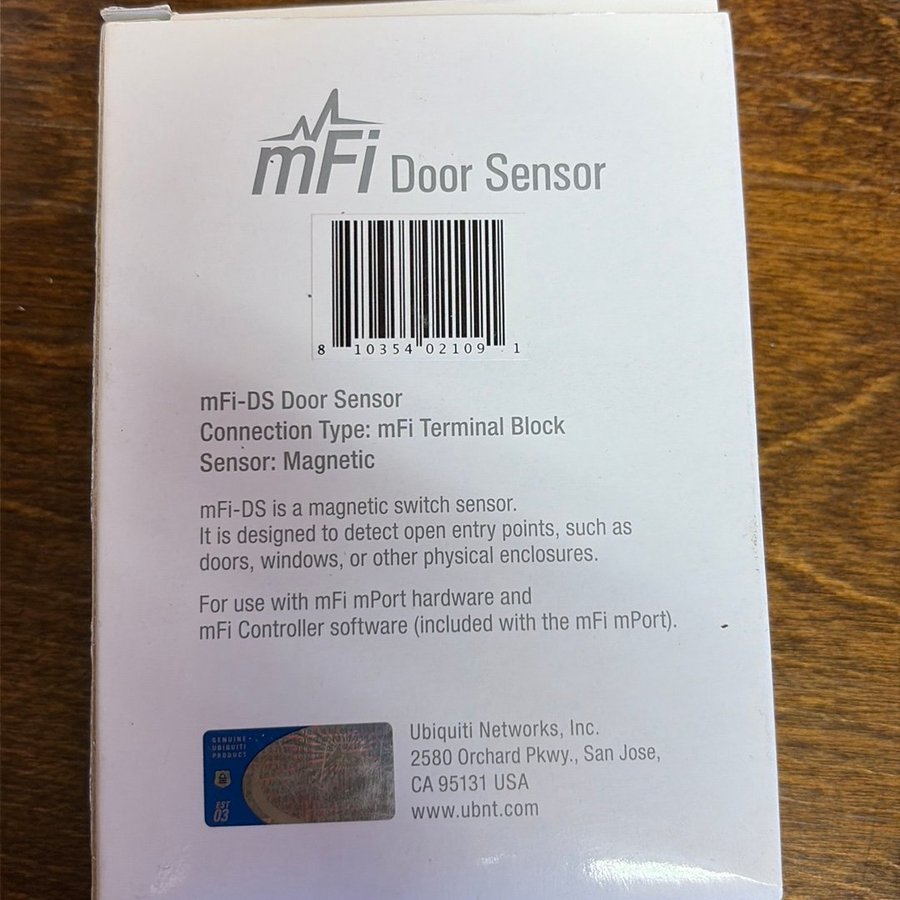 mFi Door Sensor
8 10354 02109 1
mFi-DS Door Sensor
Connection Type: mFi Terminal Block
Sensor: Magnetic
mFi-DS is a magnetic switch sensor.
It is designed to detect open entry points, such as
doors, windows, or other physical enclosures.
For use with mFi mPort hardware and
mFi Controller software (included with the mFi mPort).
GENUINE
UBIQUITI
PRODUCT
EST
03
Ubiquiti Networks, Inc.
2580 Orchard Pkwy., San Jose,
CA 95131 USA
www.ubnt.com